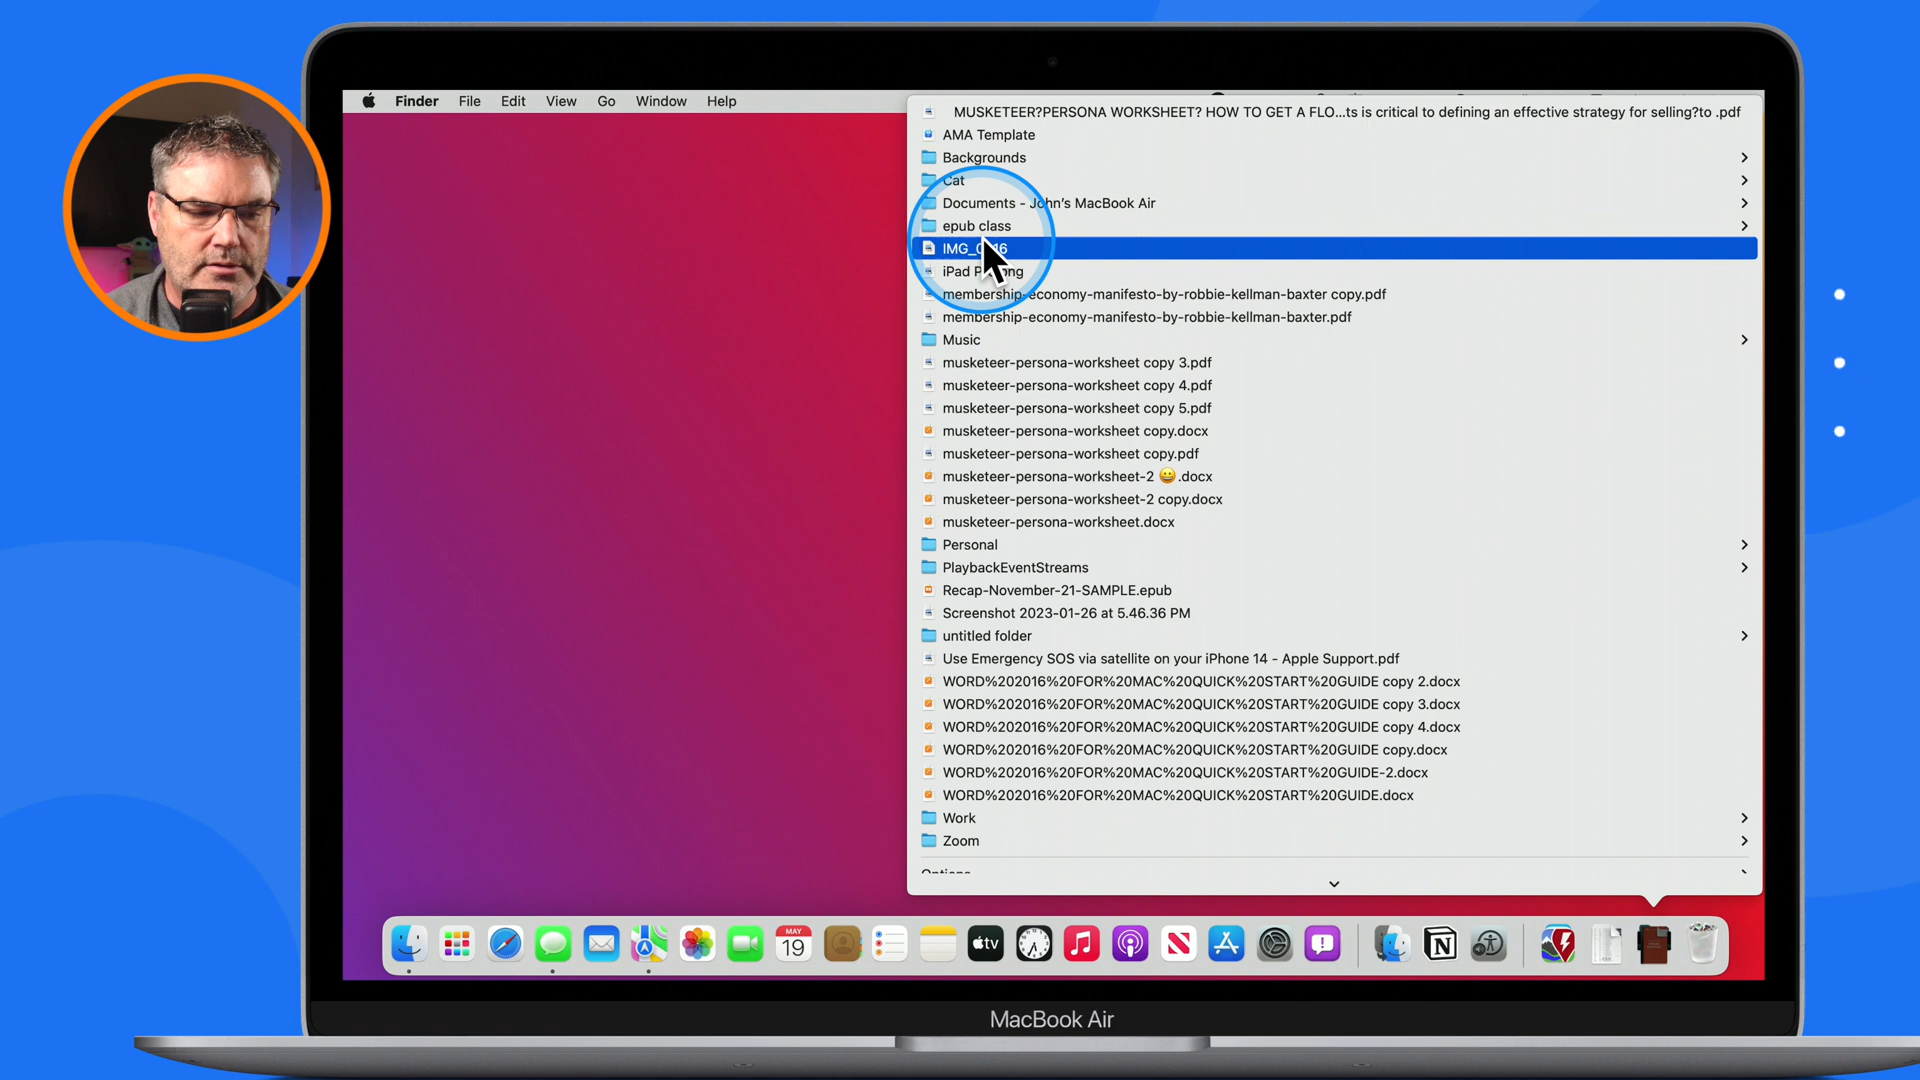 Finder File Edit View Go Window Help
MUSKETEER?PERSONA WORKSHEET? HOW TO GET A FLO...ts is critical to defining an effective strategy for selling?to .pdf
AMA Template
Backgrounds
Cat
Documents - John's MacBook Air
epub class
iPad
membership-economy-manifesto-by-robbie-kellman-baxter copy.pdf
membership-economy-manifesto-by-robbie-kellman-baxter.pdf
Music
musketeer-persona-worksheet copy 3.pdf
musketeer-persona-worksheet copy 4.pdf
musketeer-persona-worksheet copy 5.pdf
musketeer-persona-worksheet copy.docx
musketeer-persona-worksheet copy.pdf
musketeer-persona-worksheet-2 😀.docx
musketeer-persona-worksheet-2 copy.docx
musketeer-persona-worksheet.docx
Personal
PlaybackEventStreams
Recap-November-21-SAMPLE.epub
Screenshot 2023-01-26 at 5.46.36 PM
untitled folder
Use Emergency SOS via satellite on your iPhone 14 - Apple Support.pdf
WORD%202016%20FOR%20MAC%20QUICK%20START%20GUIDE copy 2.docx
WORD%202016%20FOR%20MAC%20QUICK%20START%20GUIDE copy 3.docx
WORD%202016%20FOR%20MAC%20QUICK%20START%20GUIDE copy 4.docx
WORD%202016%20FOR%20MAC%20QUICK%20START%20GUIDE copy.docx
WORD%202016%20FOR%20MAC%20QUICK%20START%20GUIDE-2.docx
WORD%202016%20FOR%20MAC%20QUICK%20START%20GUIDE.docx
Work
Zoom
Options
MAY
19
tv
MacBook Air